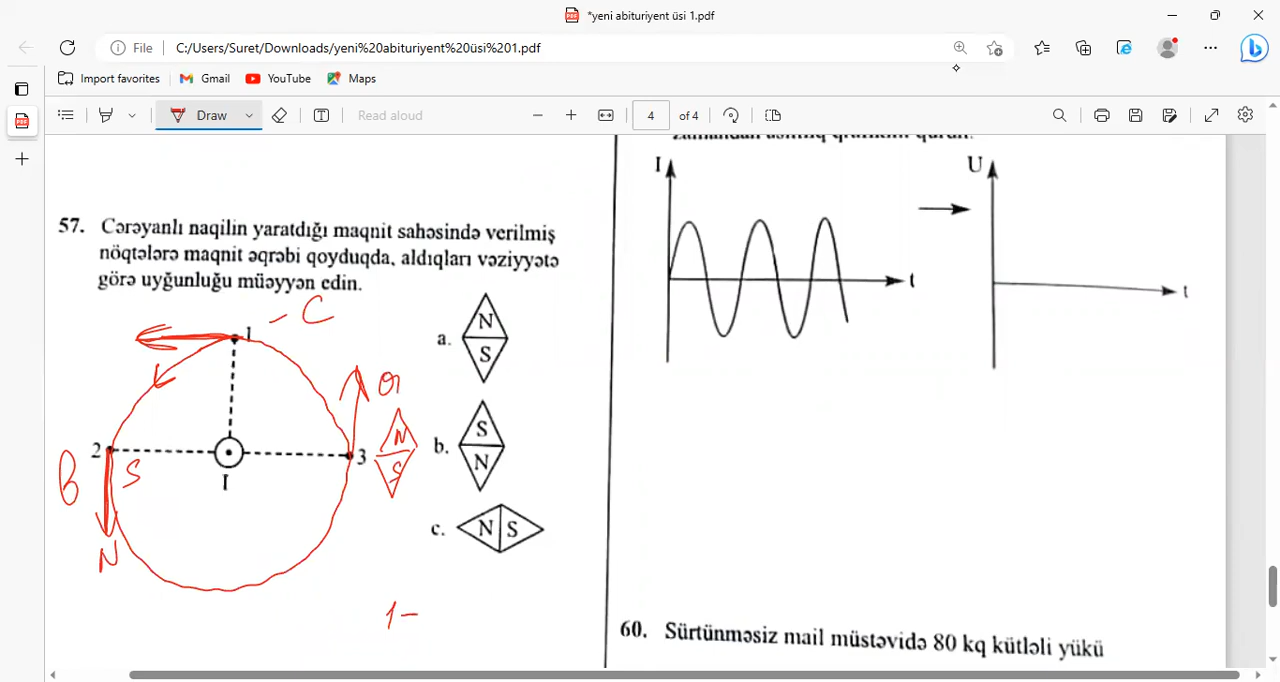 *yeni abituriyent üsi 1.pdf
File
C:/Users/Suret/Downloads/yeni%20abituriyent%20üsi%201.pdf
Import favorites
Gmail
YouTube
Maps
Draw
Read aloud
4
of 4
57. Cərəyanlı naqilin yaratdığı maqnit sahəsində verilmiş
nöqtələrə maqnit əqrəbi qoyduqda, aldıqları vəziyyətə
görə uyğunluğu müəyyən edin.
1 - C
2
B
S
N
I
3
N
S
a. N
S
b. S
N
c. N S
1-
I
t
U
t
60. Sürtünməsiz mail müstəvidə 80 kq kütləli yükü